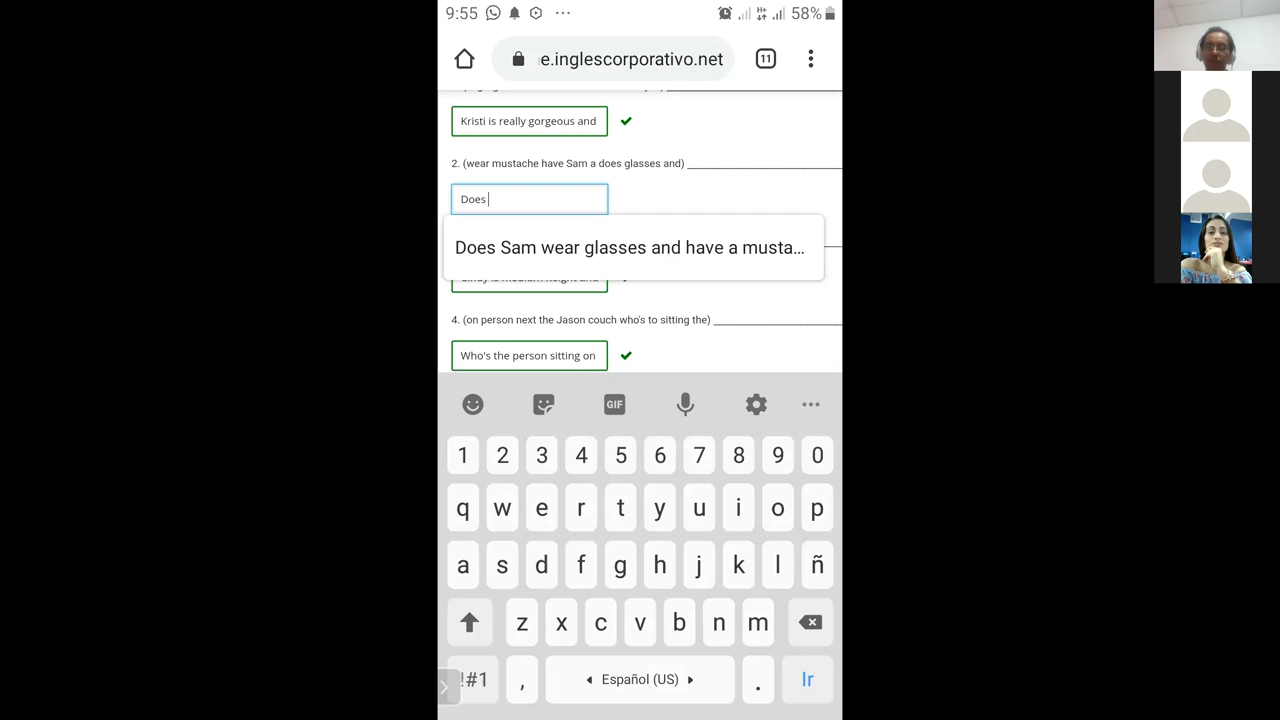 9:55 ... 58%
e.inglescorporativo.net 11
Kristi is really gorgeous and
2. (wear mustache have Sam a does glasses and)
Does
Does Sam wear glasses and have a musta...
4. (on person next the Jason couch who's to sitting the)
Who's the person sitting on
GIF
1 2 3 4 5 6 7 8 9 0
q w e r t y u i o p
a s d f g h j k l ñ
z x c v b n m
!#1 , Español (US) . Ir